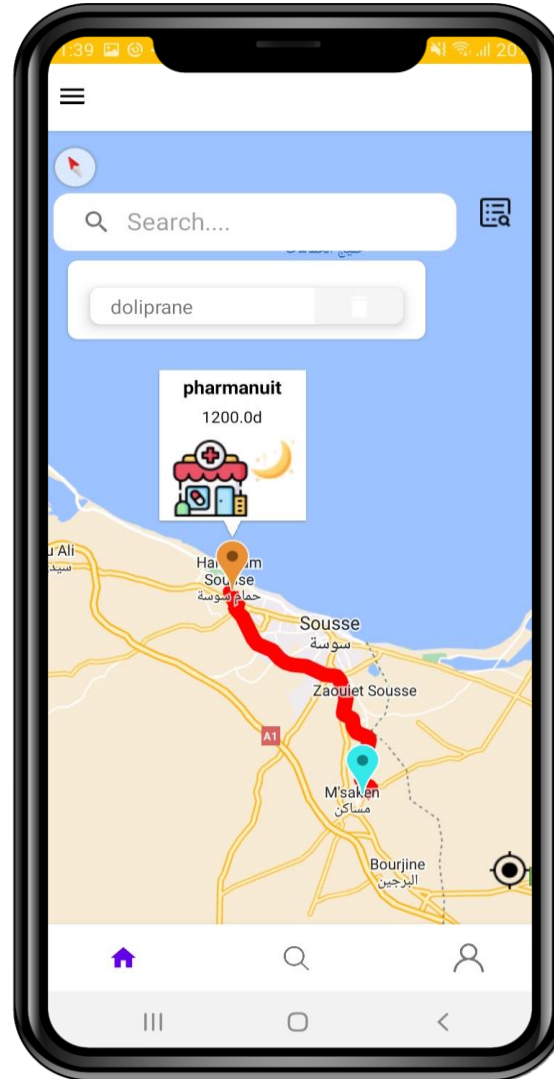 1:39
20
Search....
doliprane
pharmanuit
1200.0d
Sousse
حمام سوسة
Sousse
سوسة
Zaouiet Sousse
A1
M'saken
مساكن
Bourjine
البرجين